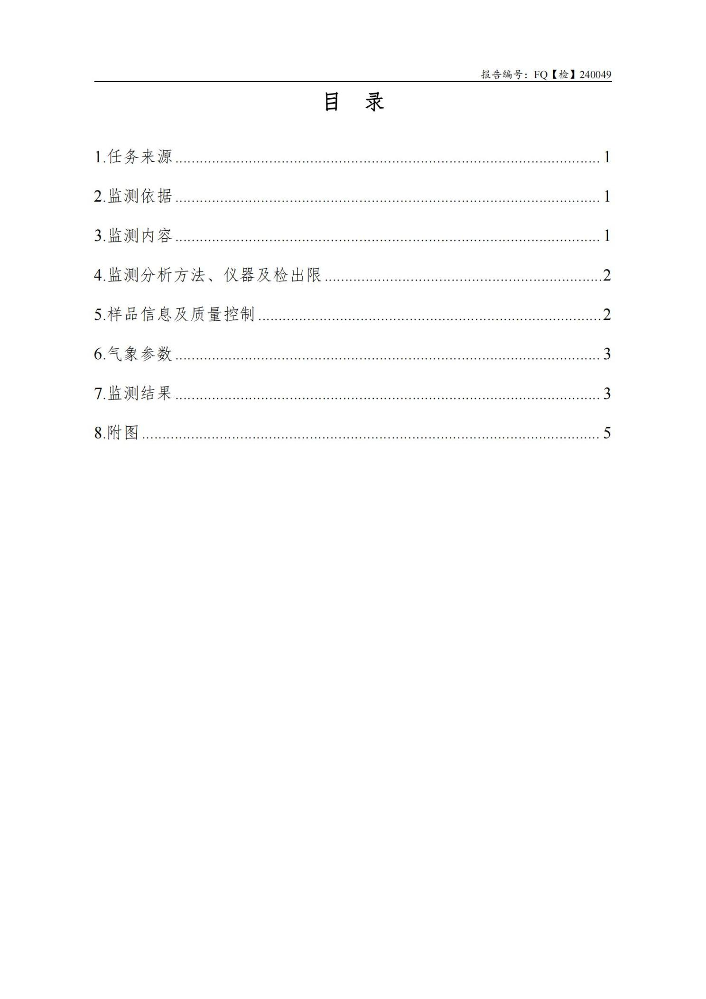 报告编号：FQ【检】240049
目 录
1.任务来源........................................................................................................1
2.监测依据........................................................................................................1
3.监测内容........................................................................................................1
4.监测分析方法、仪器及检出限....................................................................2
5.样品信息及质量控制....................................................................................2
6.气象参数........................................................................................................3
7.监测结果........................................................................................................3
8.附图................................................................................................................5